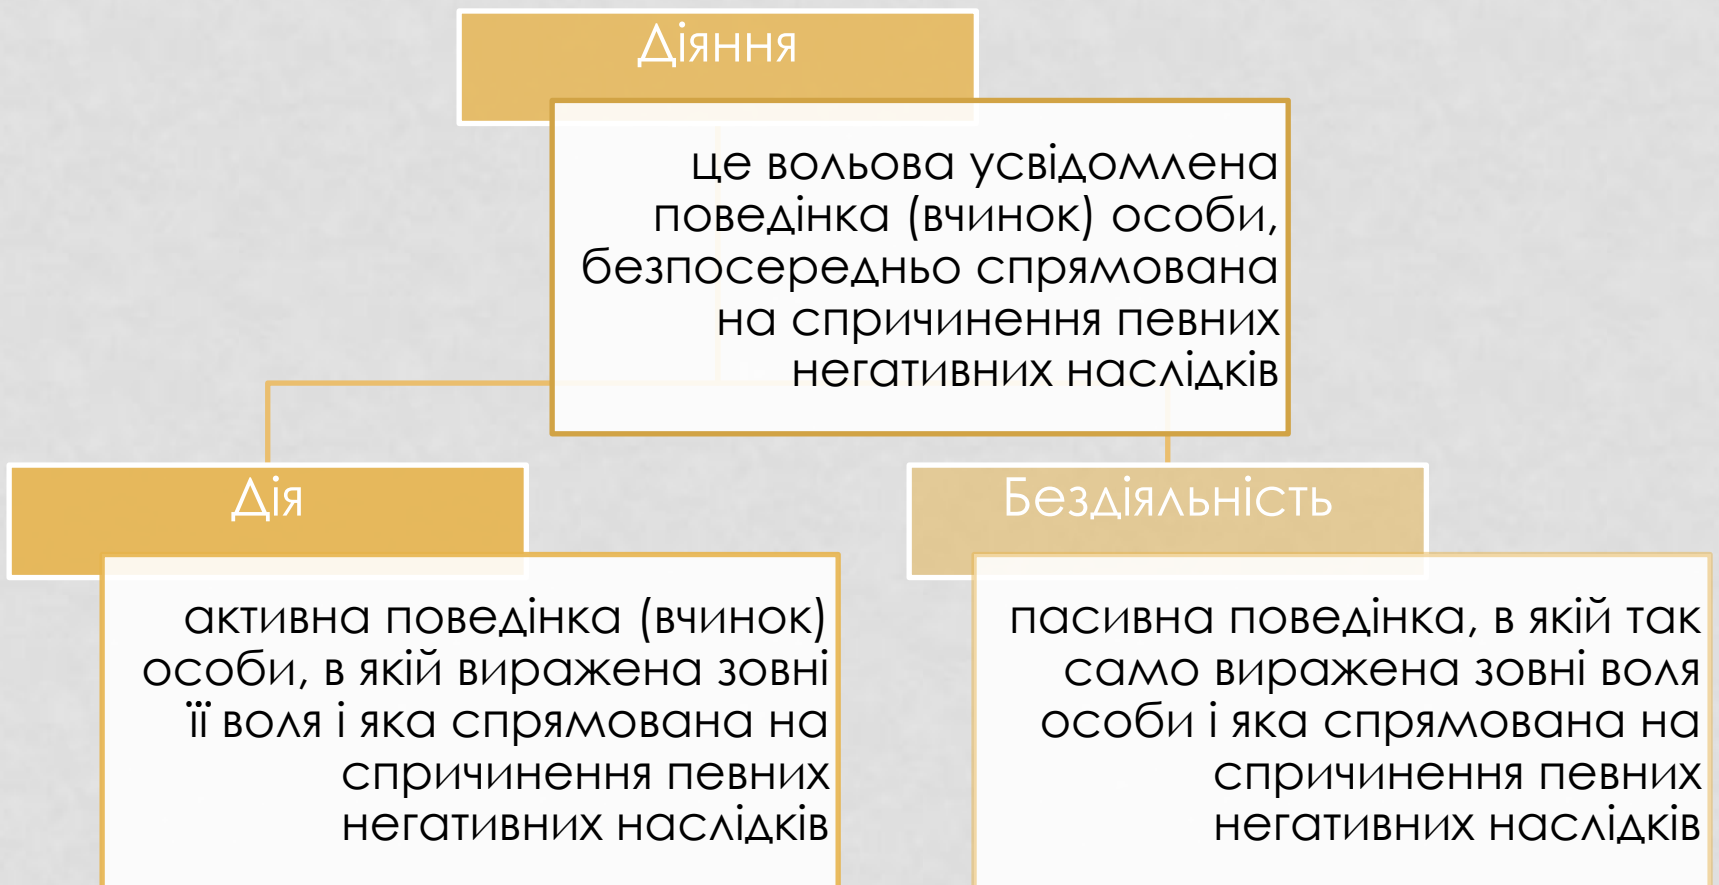 Діяння
це вольова усвідомлена
поведінка (вчинок) особи,
безпосередньо спрямована
на спричинення певних
негативних наслідків
Дія
активна поведінка (вчинок)
особи, в якій виражена зовні
її воля і яка спрямована на
спричинення певних
негативних наслідків
Бездіяльність
пасивна поведінка, в якій так
само виражена зовні воля
особи і яка спрямована на
спричинення певних
негативних наслідків